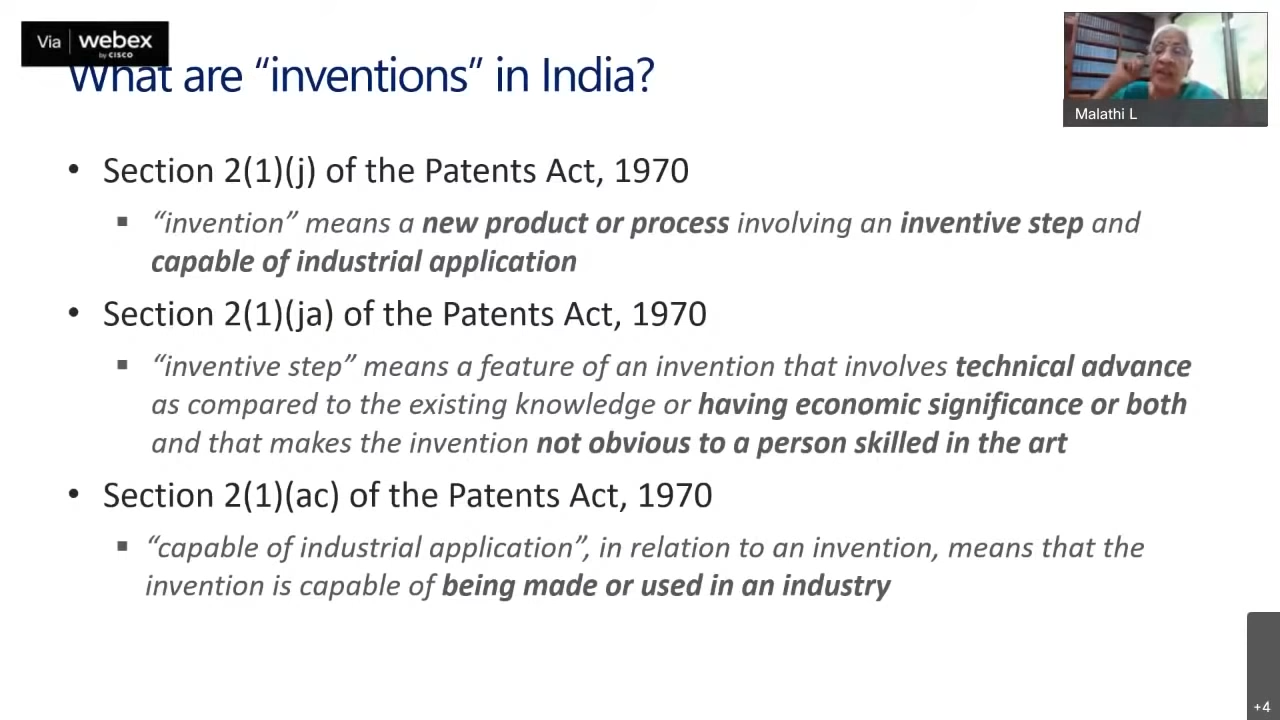 Via webex
by CISCO
What are “inventions” in India?
Malathi L
• Section 2(1)(j) of the Patents Act, 1970
▪ “invention” means a new product or process involving an inventive step and
capable of industrial application
• Section 2(1)(ja) of the Patents Act, 1970
▪ “inventive step” means a feature of an invention that involves technical advance
as compared to the existing knowledge or having economic significance or both
and that makes the invention not obvious to a person skilled in the art
• Section 2(1)(ac) of the Patents Act, 1970
▪ “capable of industrial application”, in relation to an invention, means that the
invention is capable of being made or used in an industry
+4